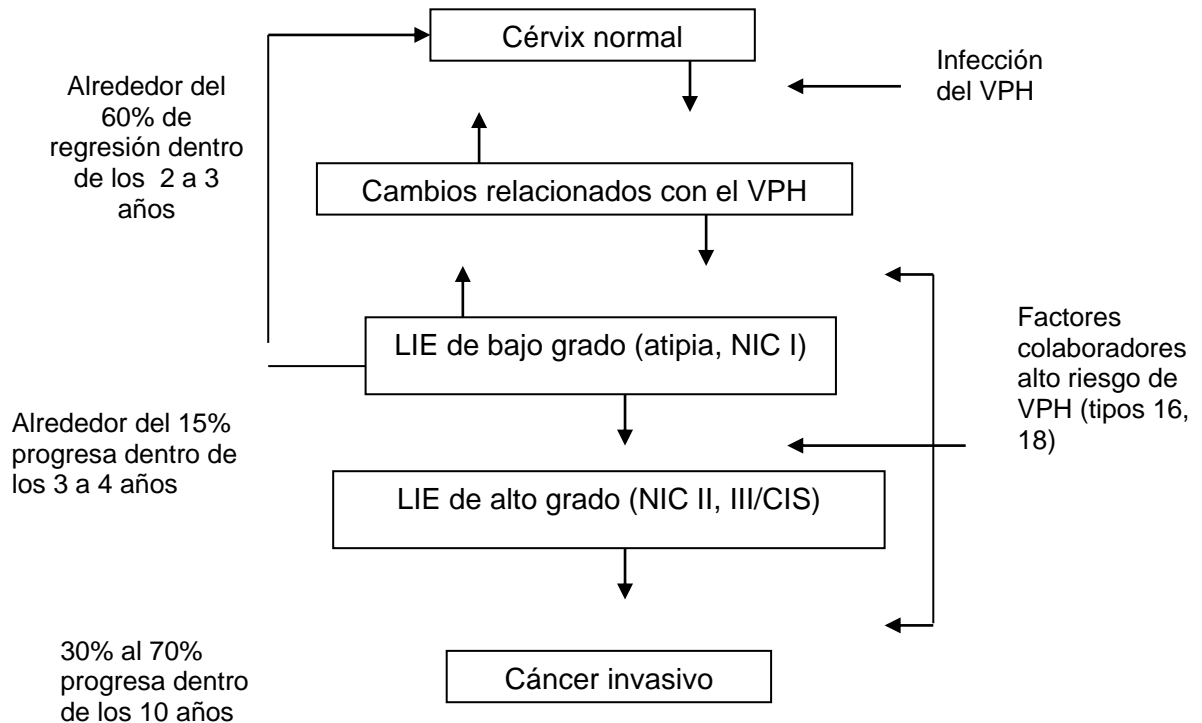 Cérvix normal
Infección
del VPH
Alrededor del
60% de
regresión dentro
de los 2 a 3
años
Cambios relacionados con el VPH
LIE de bajo grado (atipia, NIC I)
Factores
colaboradores
alto riesgo de
VPH (tipos 16,
18)
Alrededor del 15%
progresa dentro de
los 3 a 4 años
LIE de alto grado (NIC II, III/CIS)
30% al 70%
progresa dentro
de los 10 años
Cáncer invasivo